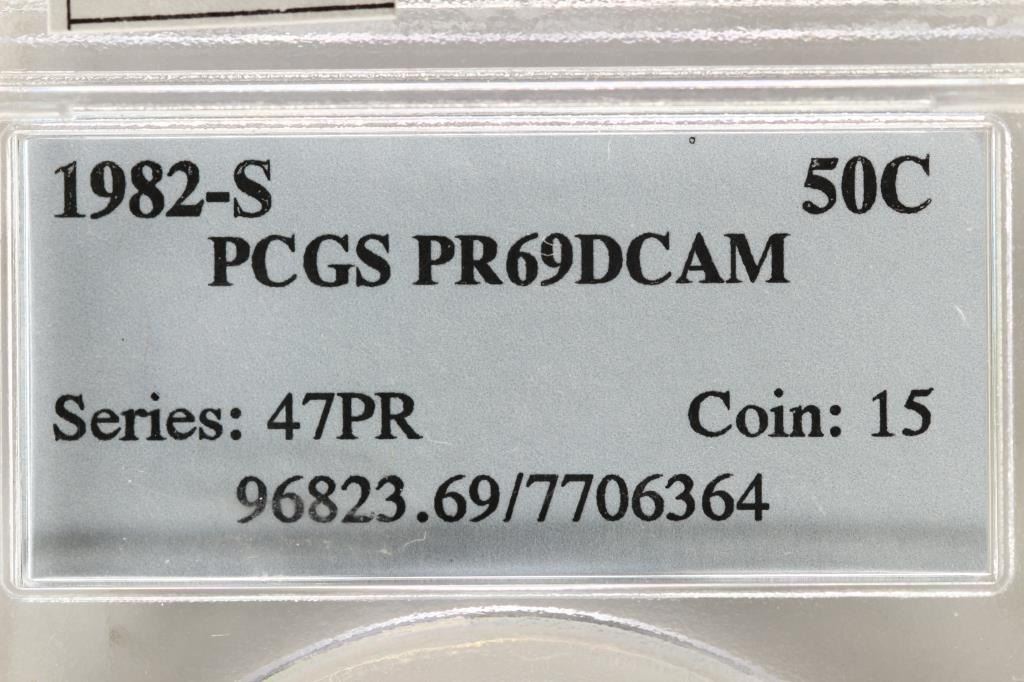 1982-S 50C
PCGS PR69DCAM
Series: 47PR Coin: 15
96823.69/7706364